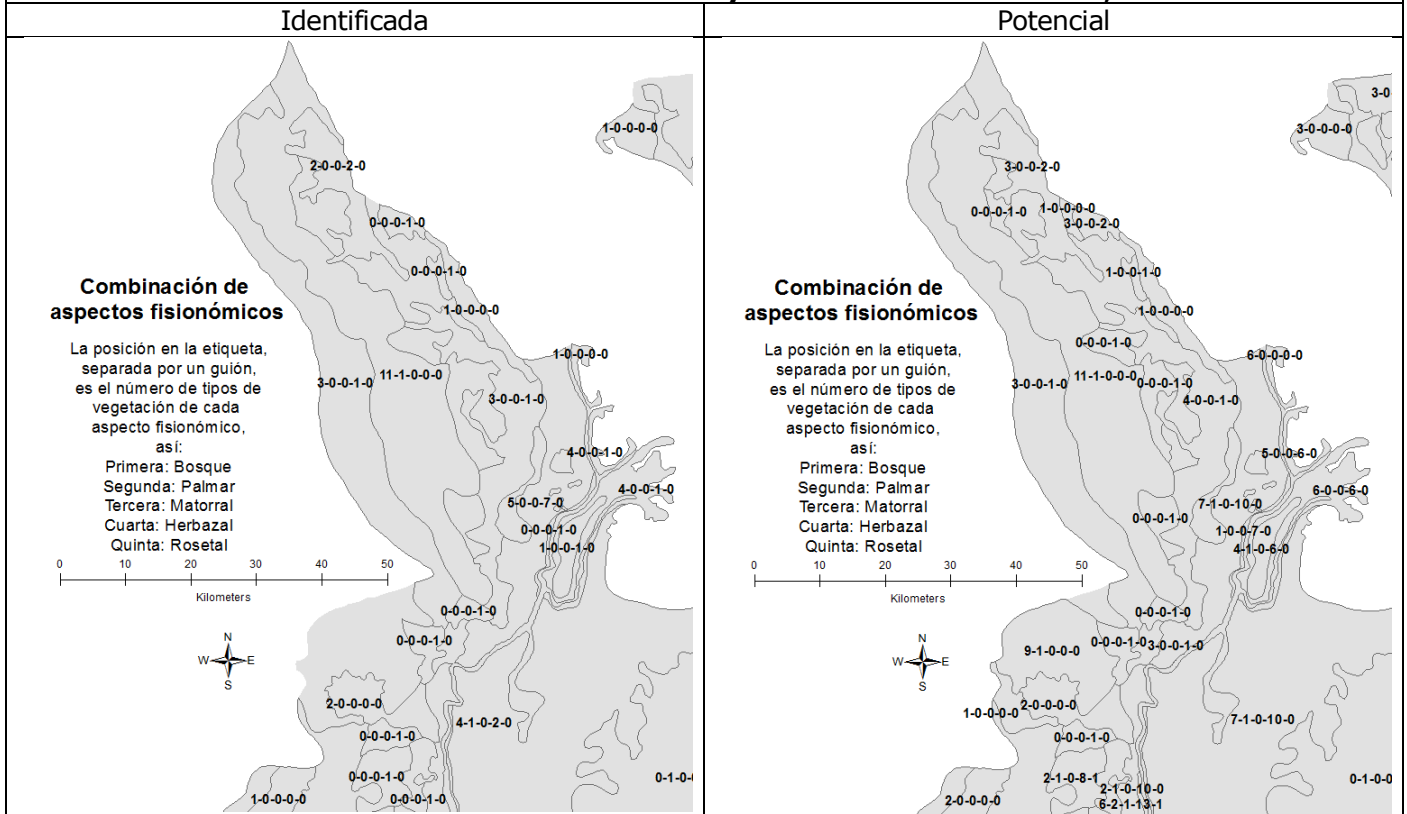 Identificada
Potencial
1-0-0-0-0
2-0-0-2-0
0-0-0-1-0
0-0-0-1-0
1-0-0-0-0
Combinación de
aspectos fisionómicos
La posición en la etiqueta,
separada por un guión,
es el número de tipos de
vegetación de cada
aspecto fisionómico,
así:
Primera: Bosque
Segunda: Palmar
Tercera: Matorral
Cuarta: Herbazal
Quinta: Rosetal
1-0-0-0-0
3-0-0-1-0
11-1-0-0-0
3-0-0-1-0
4-0-0-1-0
4-0-0-1-0
5-0-0-7-0
0-0-0-1-0
1-0-0-1-0
0 10 20 30 40 50
Kilometers
0-0-0-1-0
0-0-0-1-0
N
W E
S
2-0-0-0-0
4-1-0-2-0
0-0-0-1-0
0-0-0-1-0
0-1-0-
1-0-0-0-0
0-0-0-1-0
3-0
3-0-0-0-0
3-0-0-2-0
0-0-0-1-0
1-0-0-0-0
3-0-0-2-0
1-0-0-1-0
1-0-0-0-0
Combinación de
aspectos fisionómicos
La posición en la etiqueta,
separada por un guión,
es el número de tipos de
vegetación de cada
aspecto fisionómico,
así:
Primera: Bosque
Segunda: Palmar
Tercera: Matorral
Cuarta: Herbazal
Quinta: Rosetal
0-0-0-1-0
6-0-0-0-0
3-0-0-1-0
11-1-0-0-0
0-0-0-1-0
4-0-0-1-0
5-0-0-6-0
6-0-0-6-0
7-1-0-10-0
0-0-0-1-0
1-0-0-7-0
4-1-0-6-0
0 10 20 30 40 50
Kilometers
0-0-0-1-0
0-0-0-1-0
3-0-0-1-0
9-1-0-0-0
N
W E
S
1-0-0-0-0
2-0-0-0-0
7-1-0-10-0
0-0-0-1-0
2-1-0-8-1
0-1-0-0
2-1-0-10-0
2-0-0-0-0
6-2-1-13-1